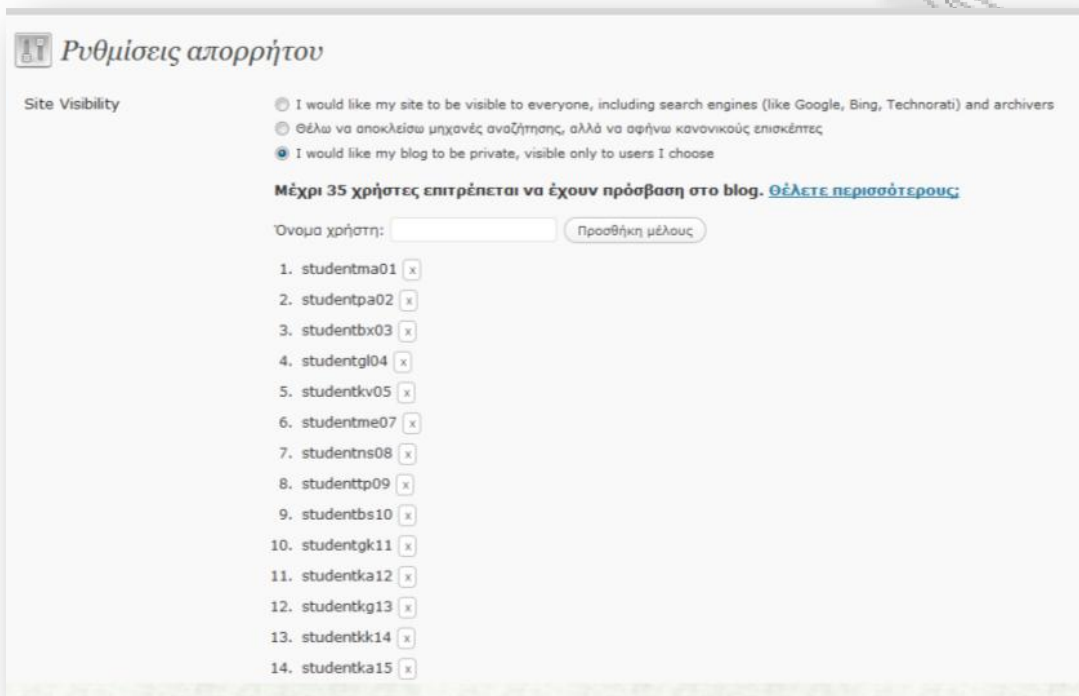 Ρυθμίσεις απορρήτου
Site Visibility
I would like my site to be visible to everyone, including search engines (like Google, Bing, Technorati) and archivers
Θέλω να αποκλείσω μηχανές αναζήτησης, αλλά να αφήνω κανονικούς επισκέπτες
I would like my blog to be private, visible only to users I choose
Μέχρι 35 χρήστες επιτρέπεται να έχουν πρόσβαση στο blog. Θέλετε περισσότερους;
Όνομα χρήστη: Προσθήκη μέλους
1. studentma01 x
2. studentpa02 x
3. studentbx03 x
4. studentgl04 x
5. studentkv05 x
6. studentme07 x
7. studentns08 x
8. studenttp09 x
9. studentbs10 x
10. studentgk11 x
11. studentka12 x
12. studentkg13 x
13. studentkk14 x
14. studentka15 x